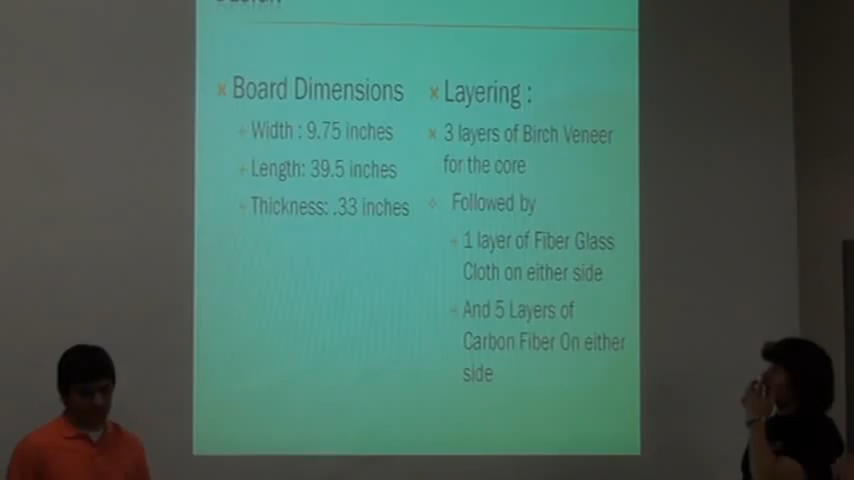 Board Dimensions
Width : 9.75 inches
Length: 39.5 inches
Thickness: .33 inches
Layering :
3 layers of Birch Veneer
for the core
Followed by
1 layer of Fiber Glass
Cloth on either side
And 5 Layers of
Carbon Fiber On either
side